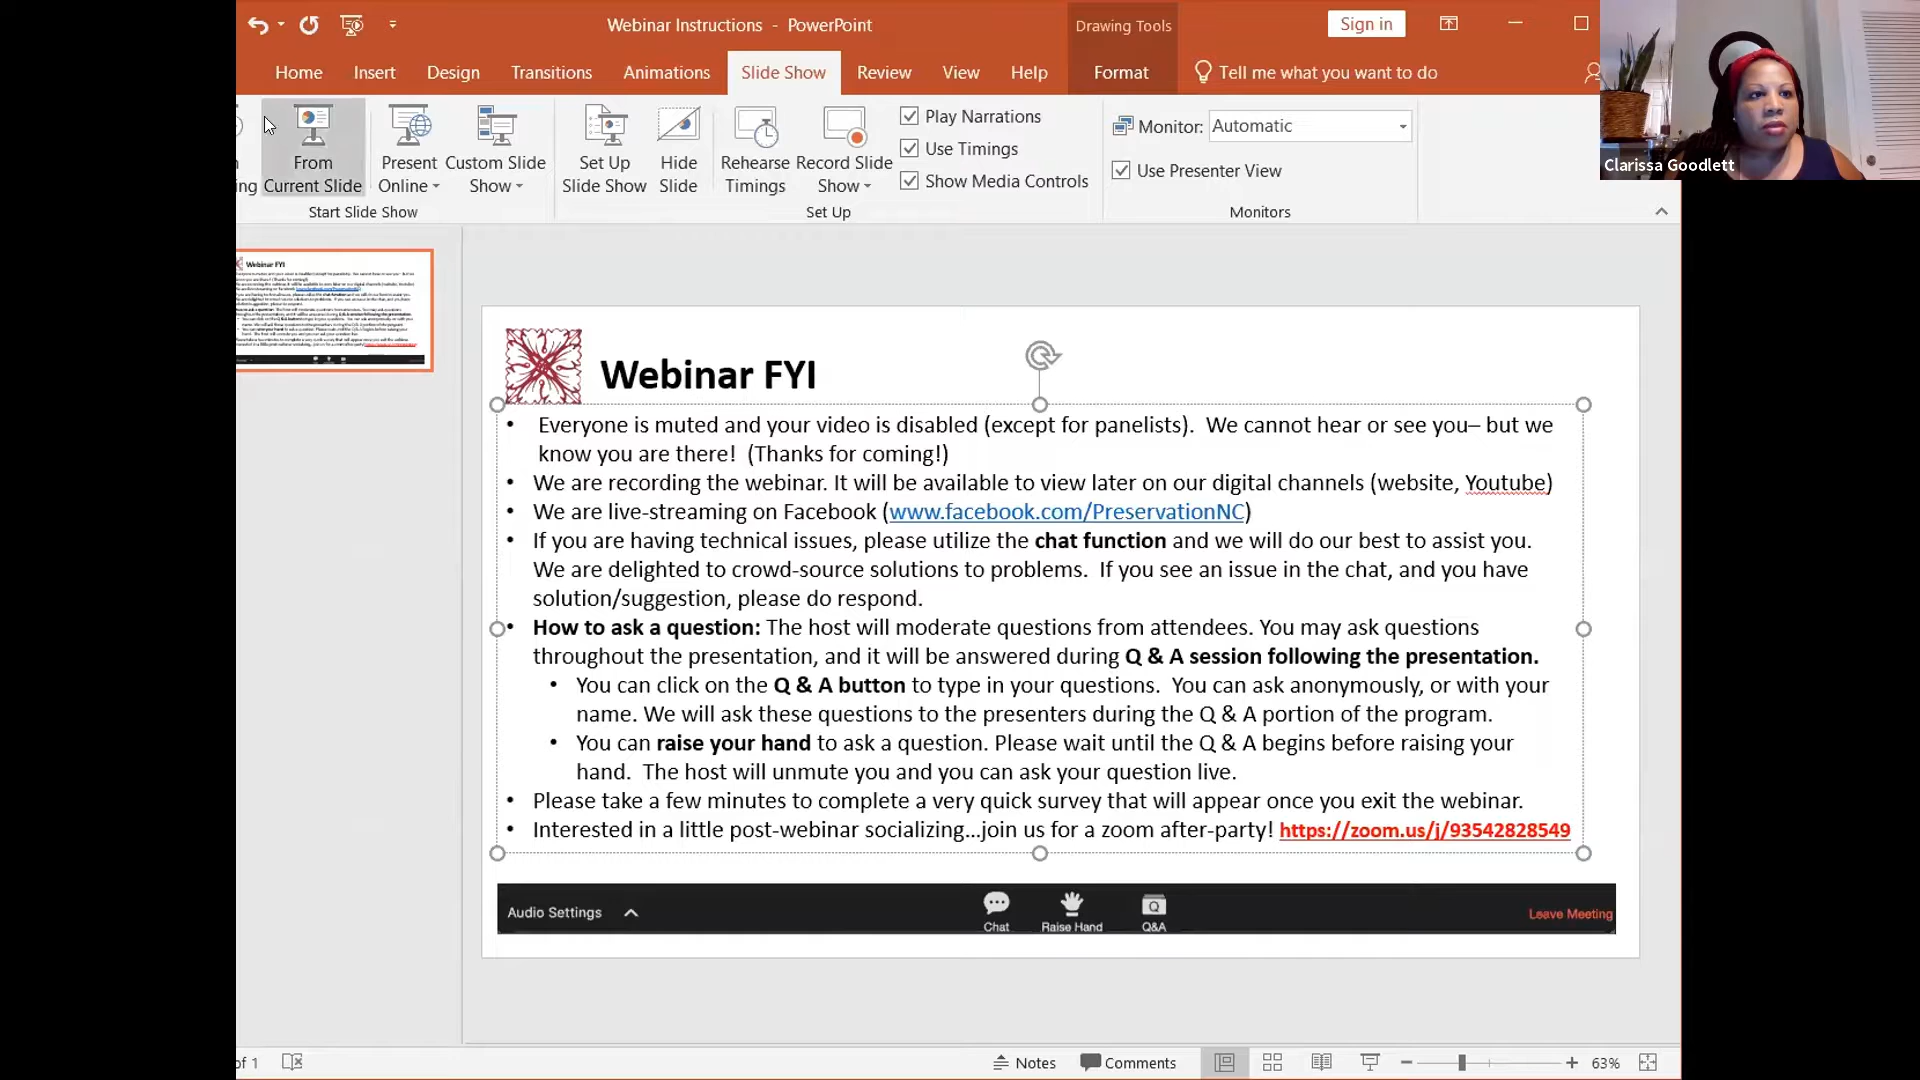 Webinar Instructions - PowerPoint
Drawing Tools
Sign in
Home Insert Design Transitions Animations Slide Show Review View Help Format Tell me what you want to do
From
Current Slide
Present
Online
Custom Slide
Show
Start Slide Show
Set Up
Slide Show
Hide
Slide
Rehearse
Timings
Record Slide
Show
Play Narrations
Use Timings
Show Media Controls
Set Up
Monitor: Automatic
Use Presenter View
Monitors
Clarissa Goodlett
Webinar FYI
Webinar FYI
• Everyone is muted and your video is disabled (except for panelists). We cannot hear or see you– but we
know you are there! (Thanks for coming!)
• We are recording the webinar. It will be available to view later on our digital channels (website, Youtube)
• We are live-streaming on Facebook (www.facebook.com/PreservationNC)
• If you are having technical issues, please utilize the chat function and we will do our best to assist you.
We are delighted to crowd-source solutions to problems. If you see an issue in the chat, and you have
solution/suggestion, please do respond.
• How to ask a question: The host will moderate questions from attendees. You may ask questions
throughout the presentation, and it will be answered during Q & A session following the presentation.
• You can click on the Q & A button to type in your questions. You can ask anonymously, or with your
name. We will ask these questions to the presenters during the Q & A portion of the program.
• You can raise your hand to ask a question. Please wait until the Q & A begins before raising your
hand. The host will unmute you and you can ask your question live.
• Please take a few minutes to complete a very quick survey that will appear once you exit the webinar.
• Interested in a little post-webinar socializing...join us for a zoom after-party! https://zoom.us/j/93542828549
Audio Settings
Chat
Raise Hand
Q&A
Leave Meeting
of 1
Notes
Comments
63%